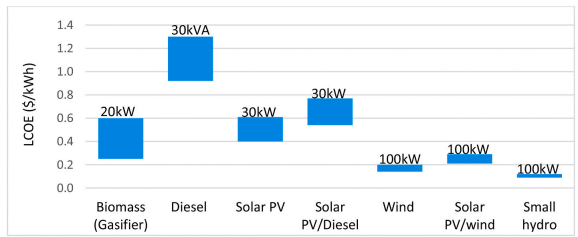 LCOE ($/kWh)
1.4
1.2
1.0
0.8
0.6
0.4
0.2
0.0
20kW
30kVA
30kW
30kW
100kW
100kW
100kW
Biomass
(Gasifier)
Diesel
Solar PV
Solar
PV/Diesel
Wind
Solar
PV/wind
Small
hydro